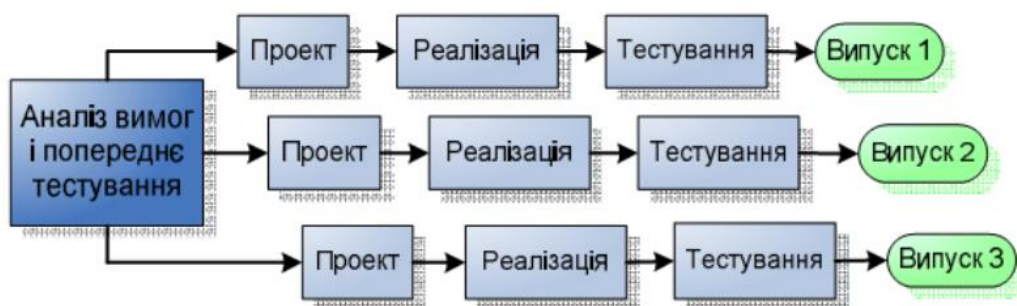 Проект
Реалізація
Тестування
Випуск 1
Аналіз вимог
і попереднє
тестування
Проект
Реалізація
Тестування
Випуск 2
Проект
Реалізація
Тестування
Випуск 3